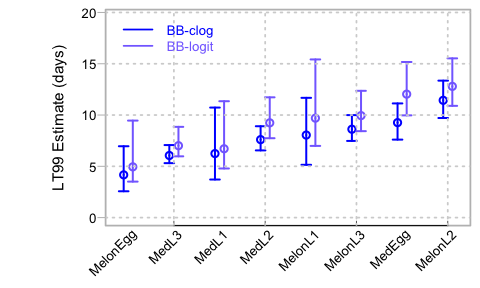 BB-clog
BB-logit
LT99 Estimate (days)
20
15
10
5
0
MelonEgg
MedL3
MedL1
MedL2
MelonL1
MelonL3
MedEgg
MelonL2